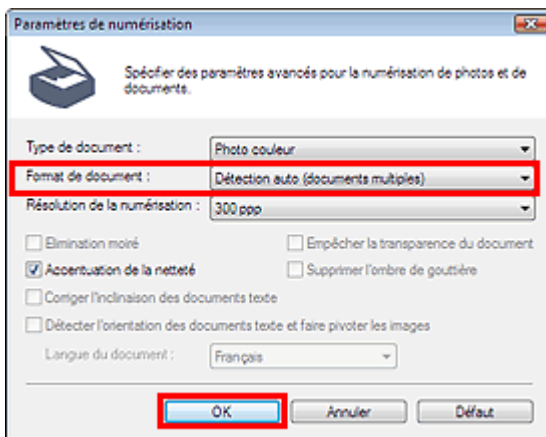 Paramètres de numérisation
Spécifier des paramètres avancés pour la numérisation de photos et de
documents.
Type de document : Photo couleur
Format de document : Détection auto (documents multiples)
Résolution de la numérisation : 300 ppp
Elimination moiré Empêcher la transparence du document
Accentuation de la netteté Supprimer l'ombre de gouttière
Corriger l'inclinaison des documents texte
Détecter l'orientation des documents texte et faire pivoter les images
Langue du document : Français
OK Annuler Défaut